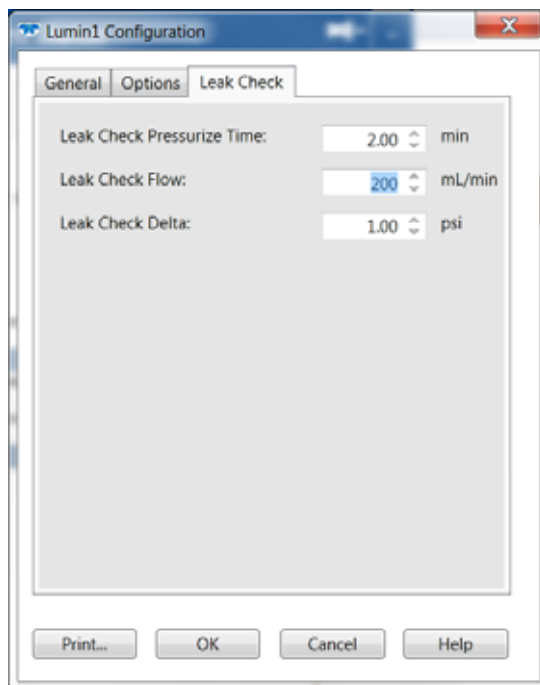 Lumin1 Configuration
General Options Leak Check
Leak Check Pressurize Time: 2.00 min
Leak Check Flow: 200 mL/min
Leak Check Delta: 1.00 psi
Print... OK Cancel Help